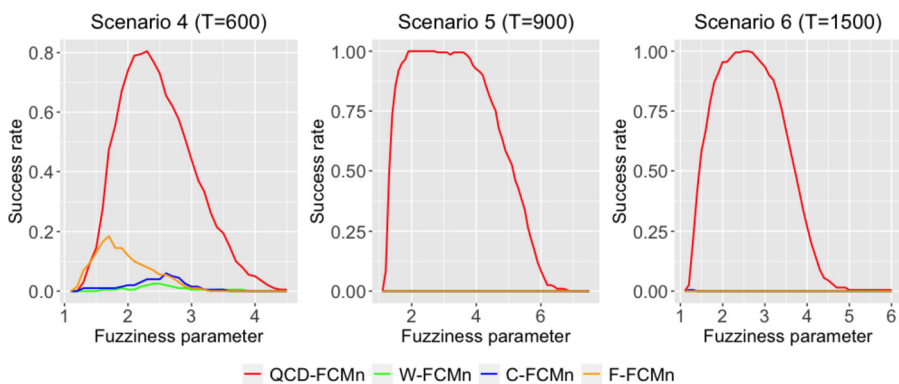 Scenario 4 (T=600)
Scenario 5 (T=900)
Scenario 6 (T=1500)
Success rate
0.8
0.6
0.4
0.2
0.0
1 2 3 4
Fuzziness parameter
Success rate
1.00
0.75
0.50
0.25
0.00
2 4 6
Fuzziness parameter
Success rate
1.00
0.75
0.50
0.25
0.00
1 2 3 4 5 6
Fuzziness parameter
QCD-FCMn W-FCMn C-FCMn F-FCMn